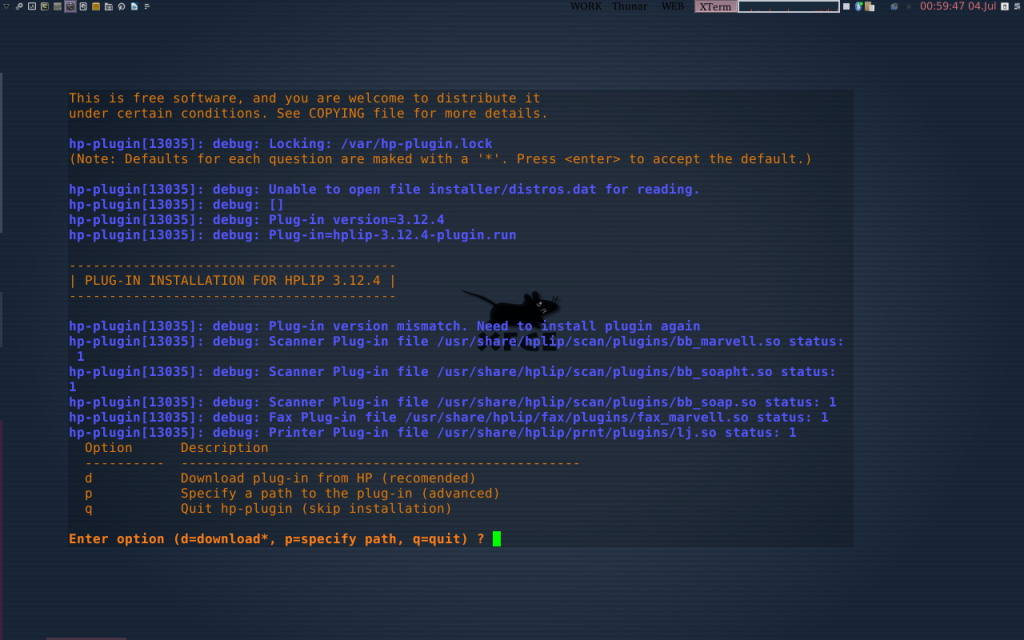 WORK Thunar WEB XTerm 00:59:47 04.Jul
This is free software, and you are welcome to distribute it
under certain conditions. See COPYING file for more details.
hp-plugin[13035]: debug: Locking: /var/hp-plugin.lock
(Note: Defaults for each question are maked with a '*'. Press <enter> to accept the default.)
hp-plugin[13035]: debug: Unable to open file installer/distros.dat for reading.
hp-plugin[13035]: debug: []
hp-plugin[13035]: debug: Plug-in version=3.12.4
hp-plugin[13035]: debug: Plug-in=hplip-3.12.4-plugin.run
-----------------------------------------
| PLUG-IN INSTALLATION FOR HPLIP 3.12.4 |
-----------------------------------------
hp-plugin[13035]: debug: Plug-in version mismatch. Need to install plugin again
hp-plugin[13035]: debug: Scanner Plug-in file /usr/share/hplip/scan/plugins/bb_marvell.so status:
1
hp-plugin[13035]: debug: Scanner Plug-in file /usr/share/hplip/scan/plugins/bb_soapht.so status:
1
hp-plugin[13035]: debug: Scanner Plug-in file /usr/share/hplip/scan/plugins/bb_soap.so status: 1
hp-plugin[13035]: debug: Fax Plug-in file /usr/share/hplip/fax/plugins/fax_marvell.so status: 1
hp-plugin[13035]: debug: Printer Plug-in file /usr/share/hplip/prnt/plugins/lj.so status: 1
Option Description
---------- --------------------------------------------------
d Download plug-in from HP (recomended)
p Specify a path to the plug-in (advanced)
q Quit hp-plugin (skip installation)
Enter option (d=download*, p=specify path, q=quit) ?